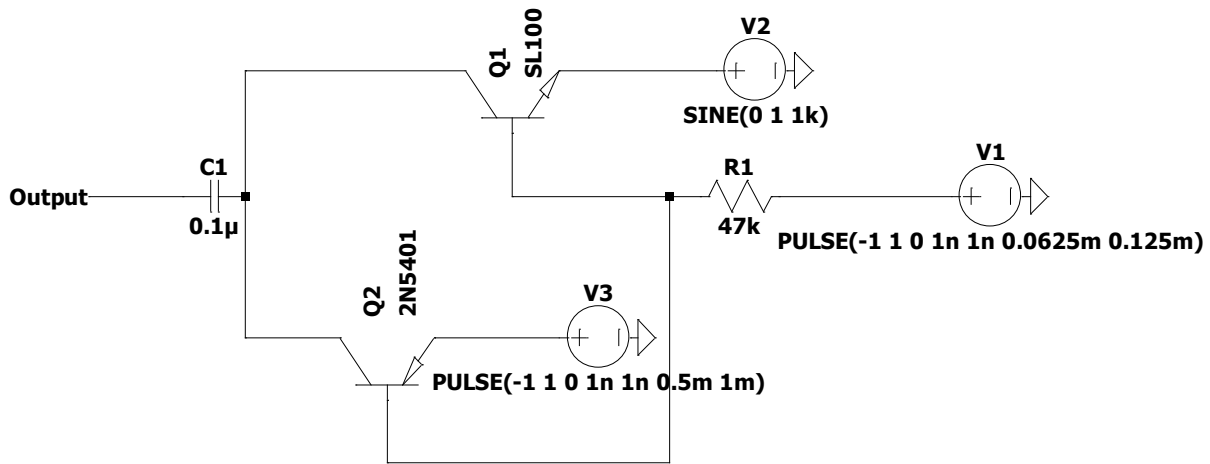 V2
Q1
SL100
SINE(0 1 1k)
C1
R1
V1
Output
0.1µ
47k
PULSE(-1 1 0 1n 1n 0.0625m 0.125m)
Q2
2N5401
V3
PULSE(-1 1 0 1n 1n 0.5m 1m)